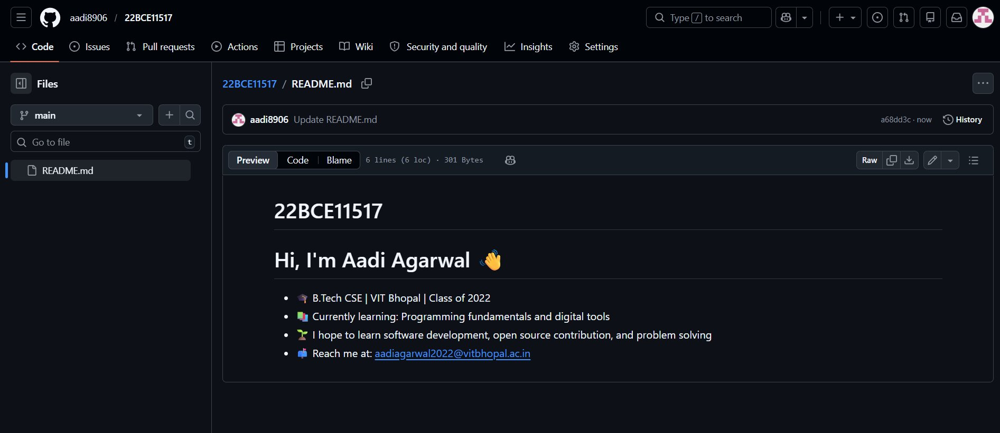 aadi8906 / 22BCE11517
Type / to search
Code
Issues
Pull requests
Actions
Projects
Wiki
Security and quality
Insights
Settings
Files
main
Go to file
t
README.md
22BCE11517 / README.md
aadi8906 Update README.md
a68dd3c · now
History
Preview
Code
Blame
6 lines (6 loc) · 301 Bytes
Raw
22BCE11517
Hi, I'm Aadi Agarwal 👋
• 🎓 B.Tech CSE | VIT Bhopal | Class of 2022
• 📚 Currently learning: Programming fundamentals and digital tools
• 🌱 I hope to learn software development, open source contribution, and problem solving
• 📫 Reach me at: aadiagarwal2022@vitbhopal.ac.in